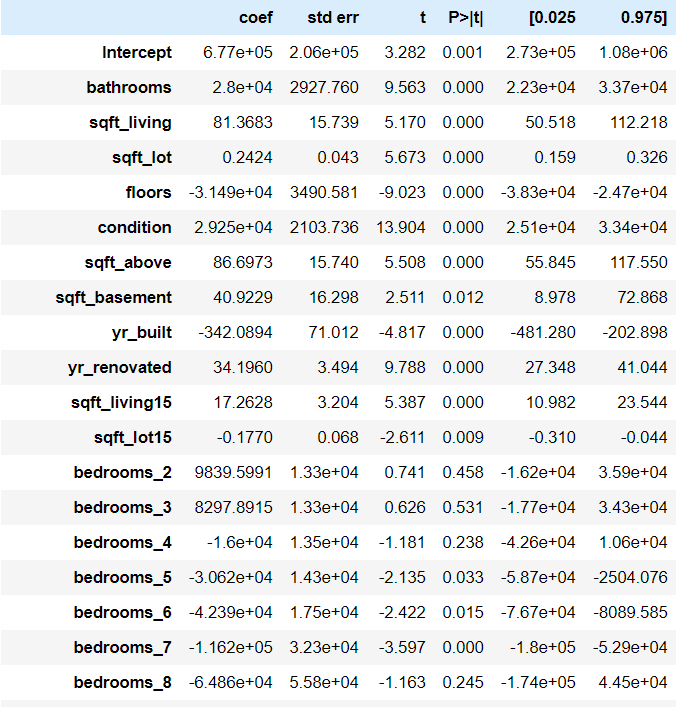 coef std err t P>|t| [0.025 0.975]
Intercept 6.77e+05 2.06e+05 3.282 0.001 2.73e+05 1.08e+06
bathrooms 2.8e+04 2927.760 9.563 0.000 2.23e+04 3.37e+04
sqft_living 81.3683 15.739 5.170 0.000 50.518 112.218
sqft_lot 0.2424 0.043 5.673 0.000 0.159 0.326
floors -3.149e+04 3490.581 -9.023 0.000 -3.83e+04 -2.47e+04
condition 2.925e+04 2103.736 13.904 0.000 2.51e+04 3.34e+04
sqft_above 86.6973 15.740 5.508 0.000 55.845 117.550
sqft_basement 40.9229 16.298 2.511 0.012 8.978 72.868
yr_built -342.0894 71.012 -4.817 0.000 -481.280 -202.898
yr_renovated 34.1960 3.494 9.788 0.000 27.348 41.044
sqft_living15 17.2628 3.204 5.387 0.000 10.982 23.544
sqft_lot15 -0.1770 0.068 -2.611 0.009 -0.310 -0.044
bedrooms_2 9839.5991 1.33e+04 0.741 0.458 -1.62e+04 3.59e+04
bedrooms_3 8297.8915 1.33e+04 0.626 0.531 -1.77e+04 3.43e+04
bedrooms_4 -1.6e+04 1.35e+04 -1.181 0.238 -4.26e+04 1.06e+04
bedrooms_5 -3.062e+04 1.43e+04 -2.135 0.033 -5.87e+04 -2504.076
bedrooms_6 -4.239e+04 1.75e+04 -2.422 0.015 -7.67e+04 -8089.585
bedrooms_7 -1.162e+05 3.23e+04 -3.597 0.000 -1.8e+05 -5.29e+04
bedrooms_8 -6.486e+04 5.58e+04 -1.163 0.245 -1.74e+05 4.45e+04